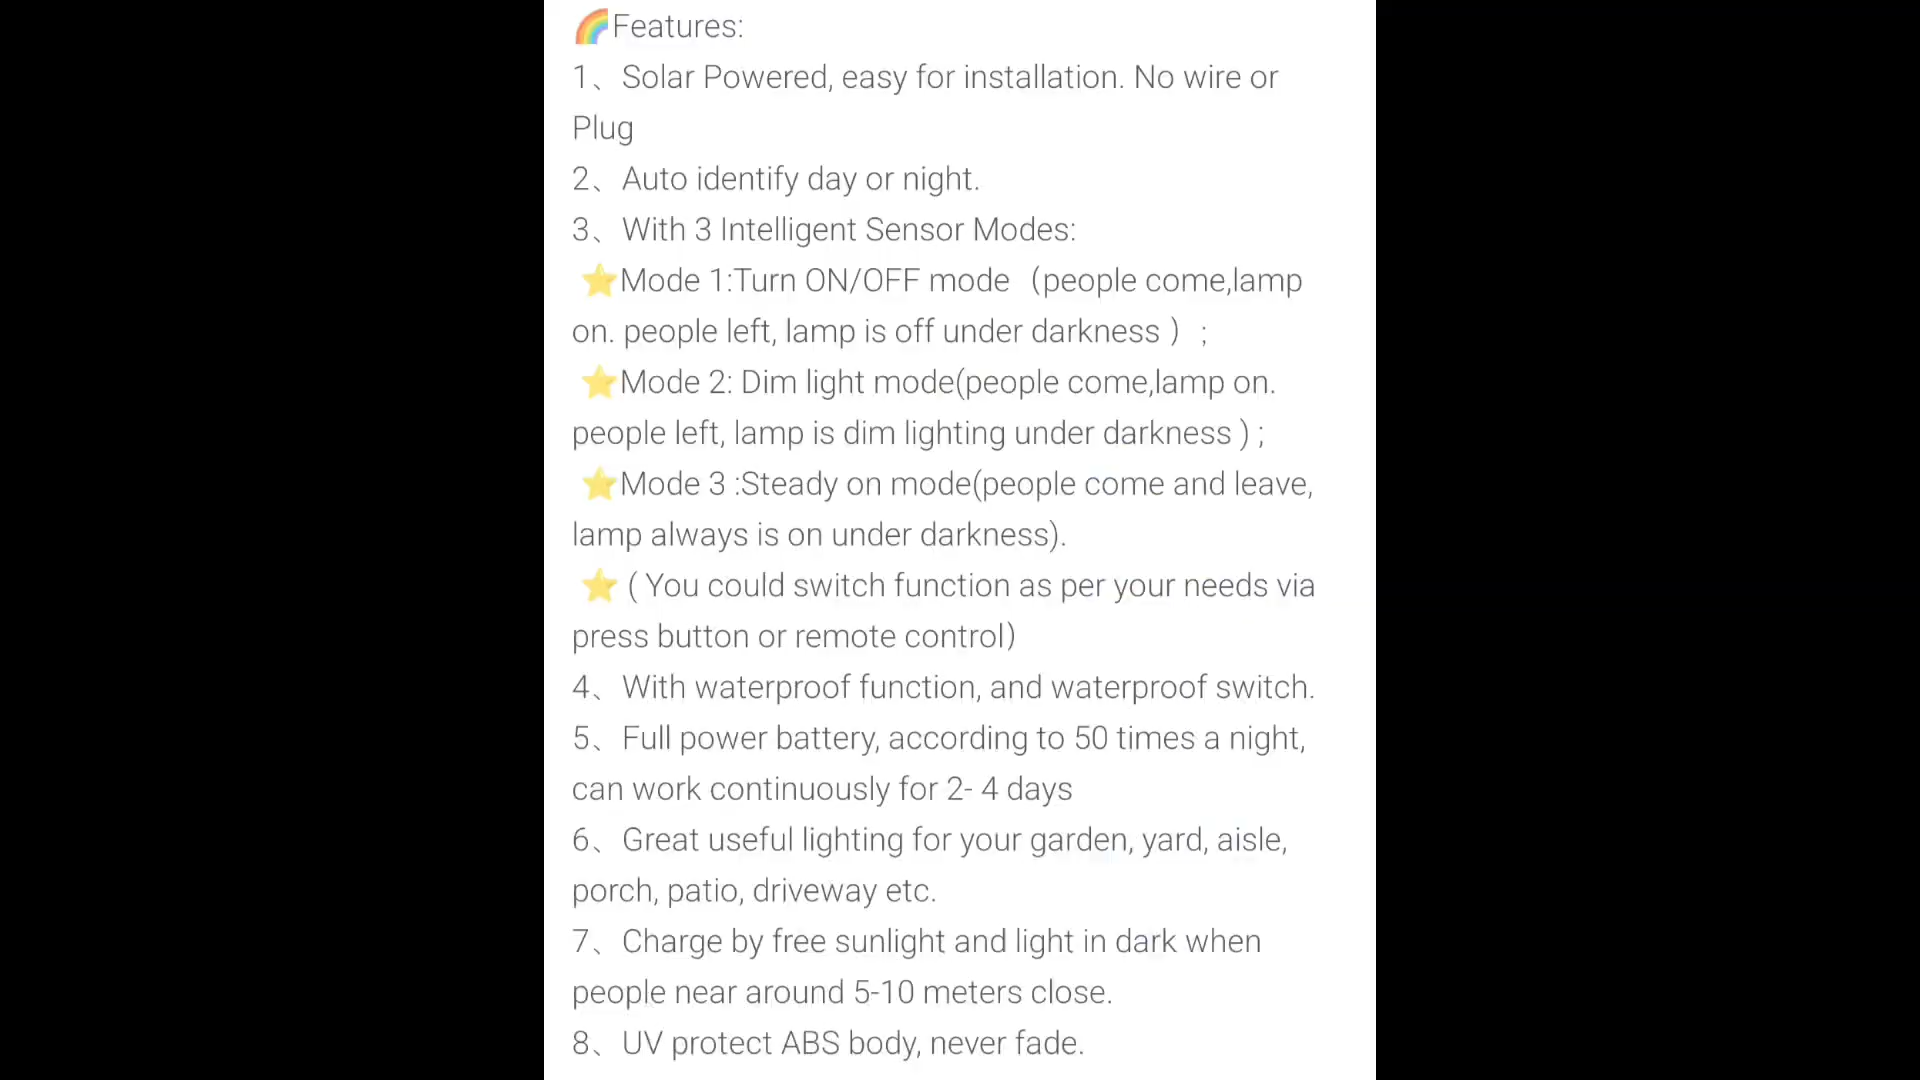 🌈Features:
1、Solar Powered, easy for installation. No wire or
Plug
2、Auto identify day or night.
3、With 3 Intelligent Sensor Modes:
⭐Mode 1:Turn ON/OFF mode（people come,lamp
on. people left, lamp is off under darkness ）;
⭐Mode 2: Dim light mode(people come,lamp on.
people left, lamp is dim lighting under darkness ) ;
⭐Mode 3 :Steady on mode(people come and leave,
lamp always is on under darkness).
⭐ ( You could switch function as per your needs via
press button or remote control)
4、With waterproof function, and waterproof switch.
5、Full power battery, according to 50 times a night,
can work continuously for 2- 4 days
6、Great useful lighting for your garden, yard, aisle,
porch, patio, driveway etc.
7、Charge by free sunlight and light in dark when
people near around 5-10 meters close.
8、UV protect ABS body, never fade.